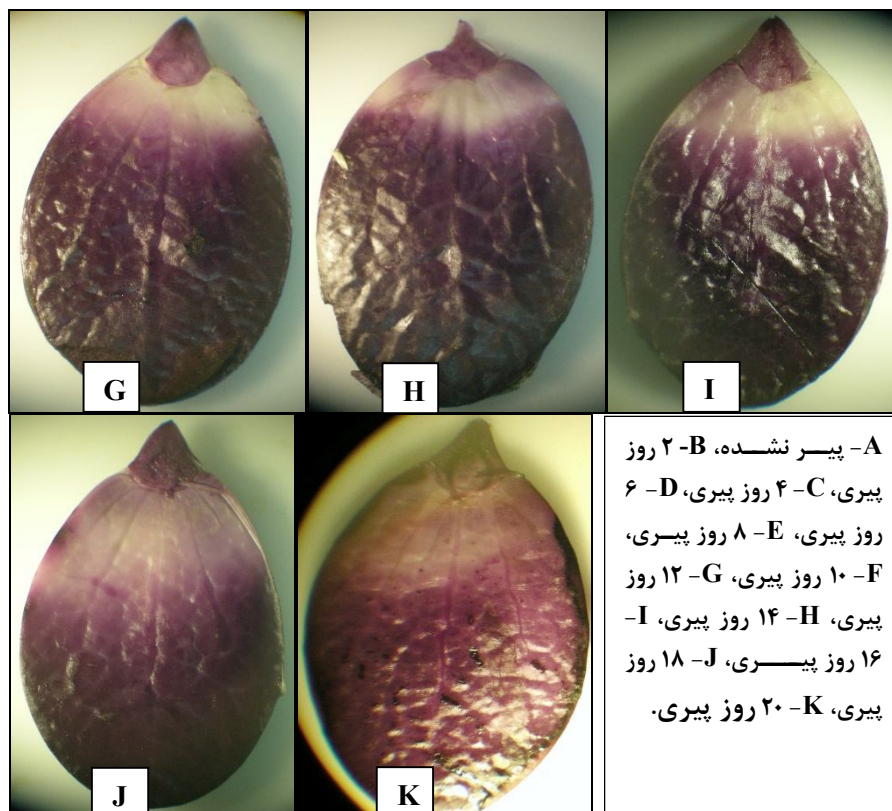 G
H
I
J
K
A- پیر نشده، B- ۲ روز
پیری، C- ۴ روز پیری، D- ۶
روز پیری، E- ۸ روز پیری،
F- ۱۰ روز پیری، G- ۱۲ روز
پیری، H- ۱۴ روز پیری، I-
۱۶ روز پیری، J- ۱۸ روز
پیری، K- ۲۰ روز پیری.